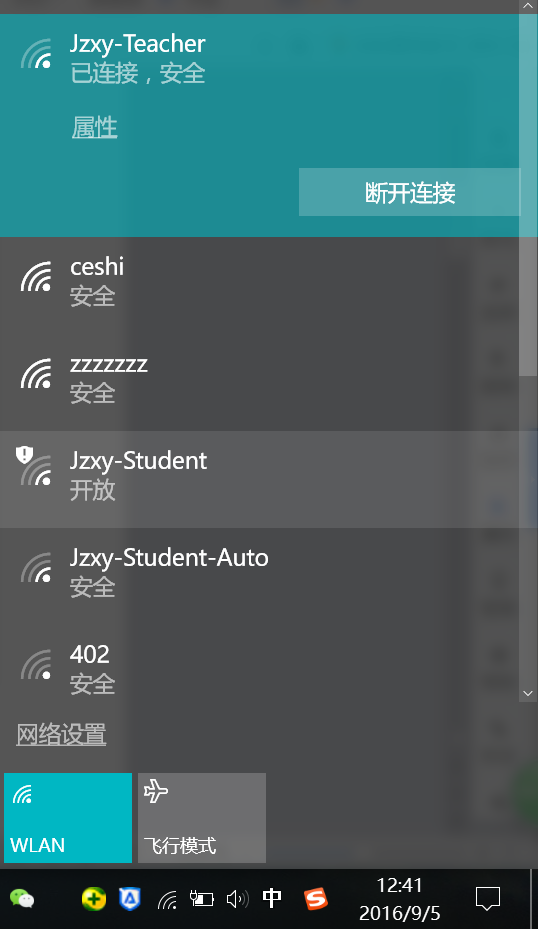 Jzxy-Teacher
已连接，安全
属性
断开连接
ceshi
安全
zzzzzzz
安全
Jzxy-Student
开放
Jzxy-Student-Auto
安全
402
安全
网络设置
WLAN
飞行模式
中
S
12:41
2016/9/5